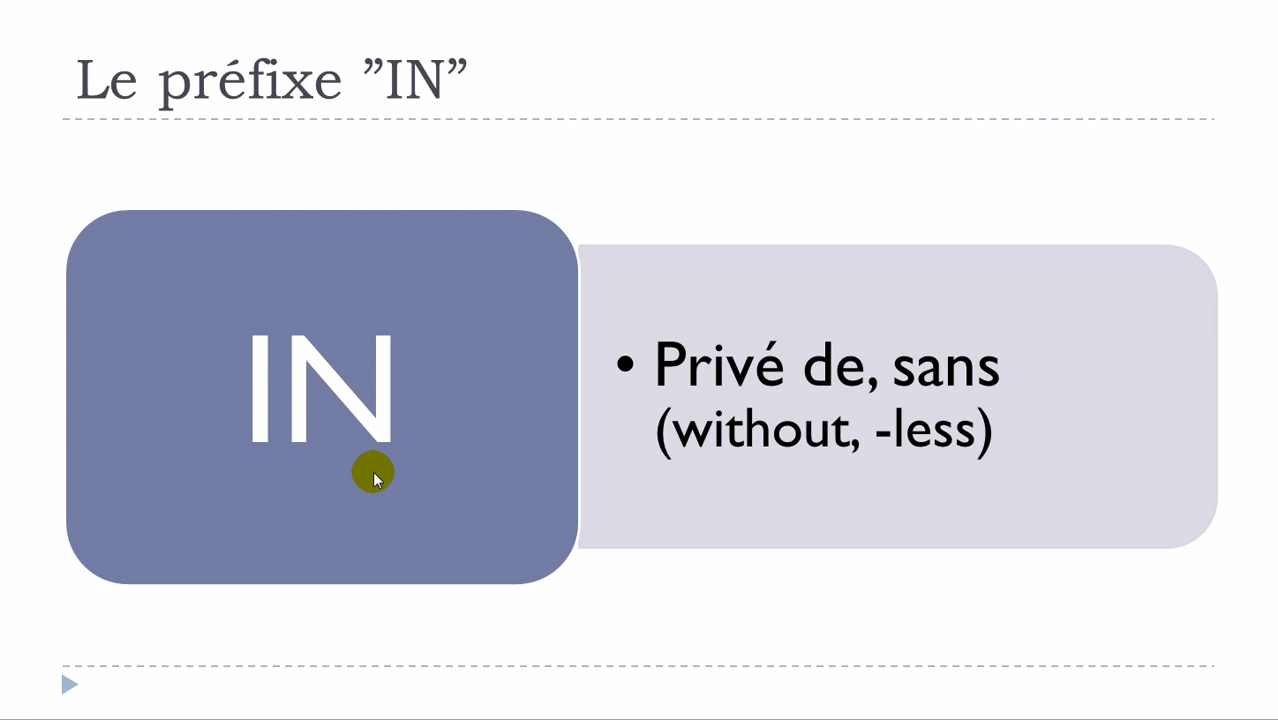 Le préfixe ”IN”
IN
• Privé de, sans
(without, -less)